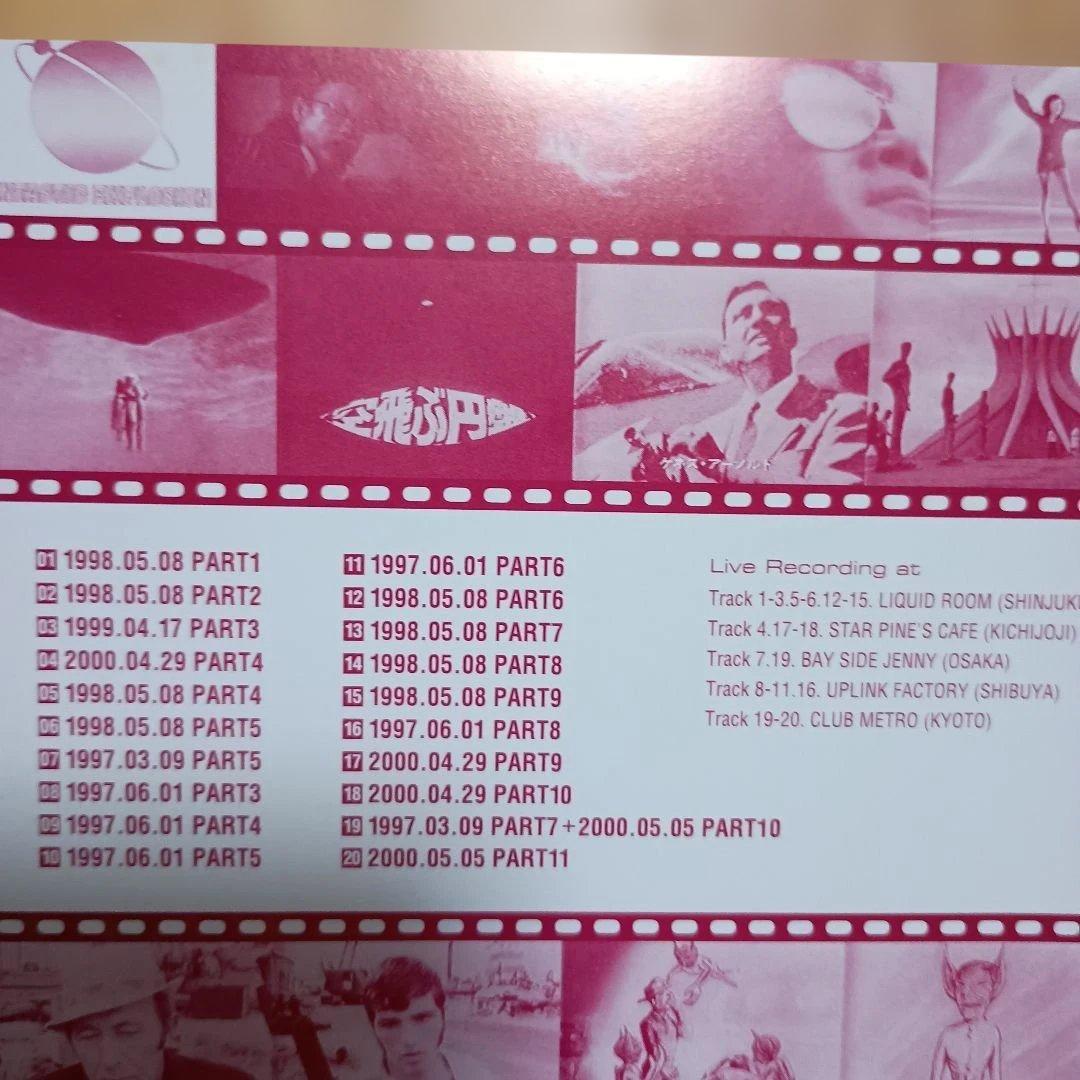 空飛ぶ円盤
01 1998.05.08 PART1
02 1998.05.08 PART2
03 1999.04.17 PART3
04 2000.04.29 PART4
05 1998.05.08 PART4
06 1998.05.08 PART5
07 1997.03.09 PART5
08 1997.06.01 PART3
09 1997.06.01 PART4
10 1997.06.01 PART5
11 1997.06.01 PART6
12 1998.05.08 PART6
13 1998.05.08 PART7
14 1998.05.08 PART8
15 1998.05.08 PART9
16 1997.06.01 PART8
17 2000.04.29 PART9
18 2000.04.29 PART10
19 1997.03.09 PART7+2000.05.05 PART10
20 2000.05.05 PART11
Live Recording at
Track 1-3.5-6.12-15. LIQUID ROOM (SHINJUK
Track 4.17-18. STAR PINE'S CAFE (KICHIJOJI)
Track 7.19. BAY SIDE JENNY (OSAKA)
Track 8-11.16. UPLINK FACTORY (SHIBUYA)
Track 19-20. CLUB METRO (KYOTO)